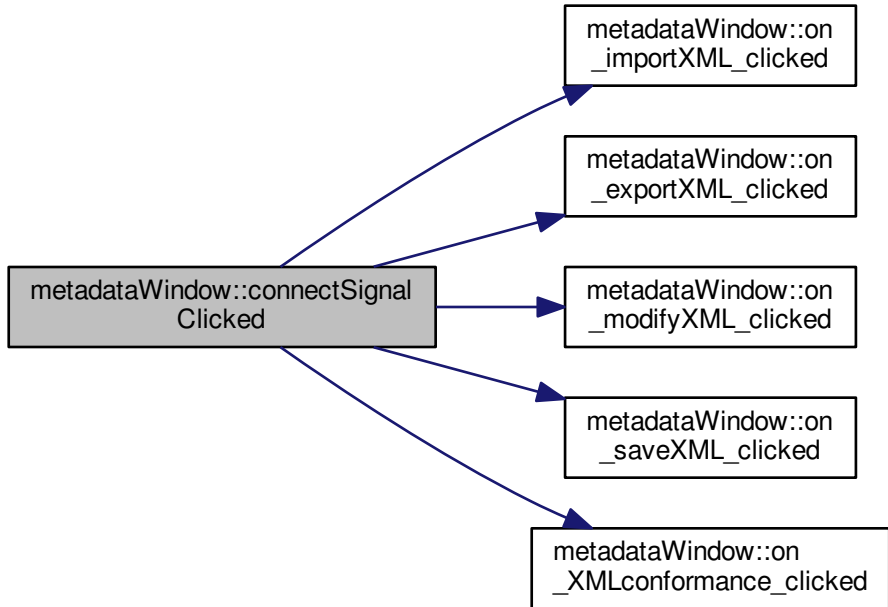 metadataWindow::on
_importXML_clicked
metadataWindow::on
_exportXML_clicked
metadataWindow::connectSignal
Clicked
metadataWindow::on
_modifyXML_clicked
metadataWindow::on
_saveXML_clicked
metadataWindow::on
_XMLconformance_clicked